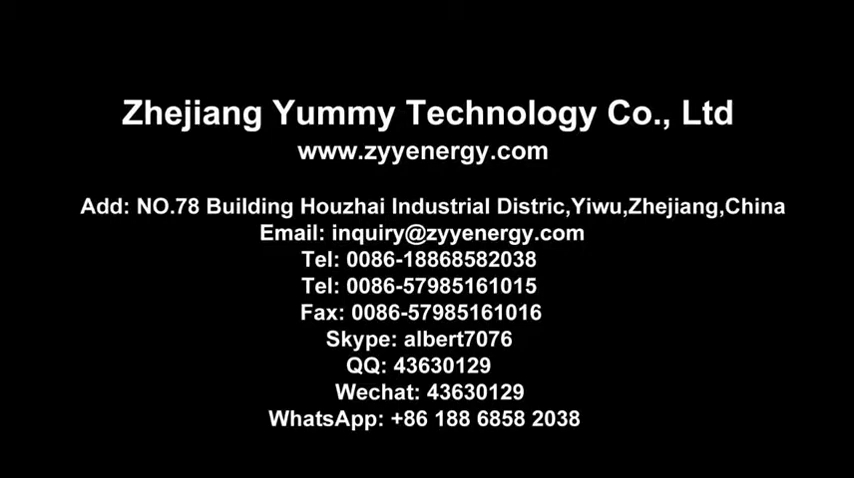 Zhejiang Yummy Technology Co., Ltd
www.zyyenergy.com
Add: NO.78 Building Houzhai Industrial Distric,Yiwu,Zhejiang,China
Email: inquiry@zyyenergy.com
Tel: 0086-18868582038
Tel: 0086-57985161015
Fax: 0086-57985161016
Skype: albert7076
QQ: 43630129
Wechat: 43630129
WhatsApp: +86 188 6858 2038